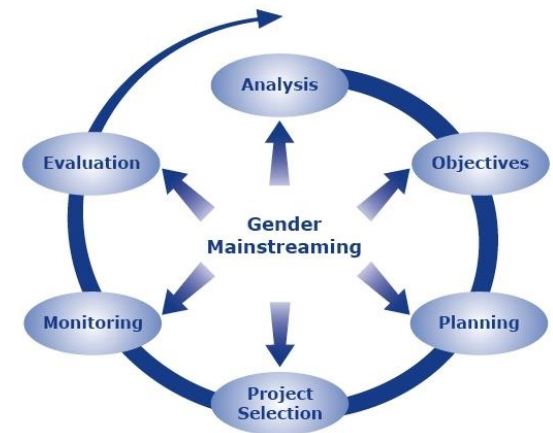 Analysis
Objectives
Planning
Project
Selection
Monitoring
Evaluation
Gender
Mainstreaming